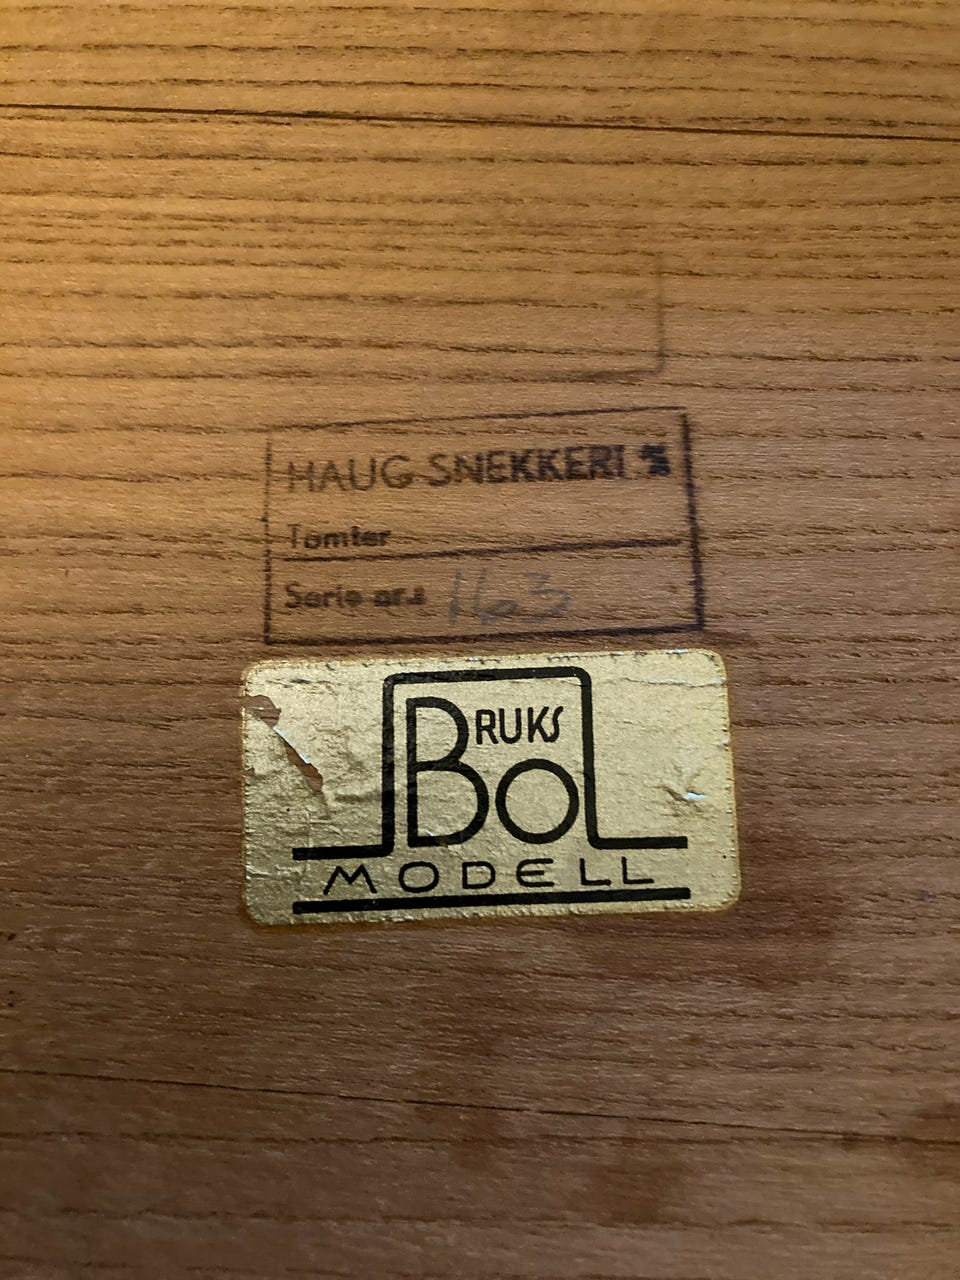 HAUG SNEKKERI A/S
Tomter
Serie nr.: 163
BRUKS
BO
MODELL